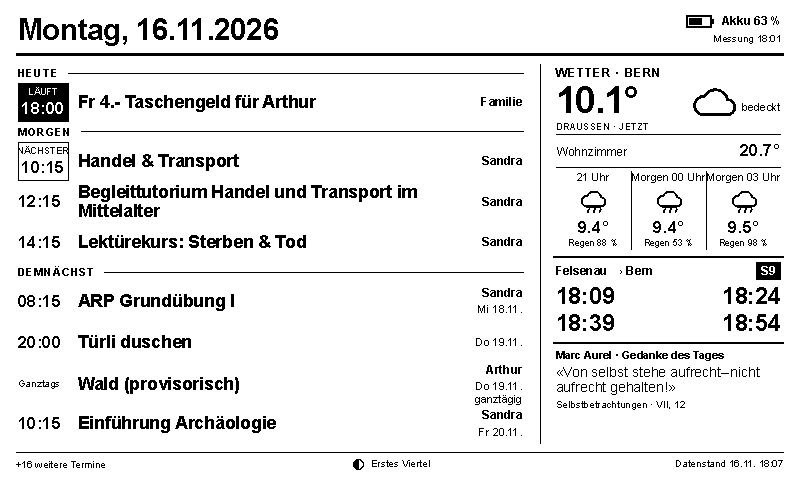 Montag, 16.11.2026
Akku 63 %
Messung 18:01
HEUTE
LÄUFT
18:00
Fr 4.- Taschengeld für Arthur
Familie
MORGEN
NÄCHSTER
10:15
Handel & Transport
Sandra
12:15
Begleittutorium Handel und Transport im
Mittelalter
Sandra
14:15
Lektürekurs: Sterben & Tod
Sandra
DEMNÄCHST
08:15
ARP Grundübung I
Sandra
Mi 18.11.
20:00
Türli duschen
Do 19.11.
Ganztags
Wald (provisorisch)
Arthur
Do 19.11.
ganztägig
10:15
Einführung Archäologie
Sandra
Fr 20.11.
WETTER · BERN
10.1°
bedeckt
DRAUSSEN · JETZT
Wohnzimmer 20.7°
21 Uhr Morgen 00 Uhr Morgen 03 Uhr
9.4° 9.4° 9.5°
Regen 88 % Regen 53 % Regen 98 %
Felsenau › Bern S9
18:09 18:24
18:39 18:54
Marc Aurel · Gedanke des Tages
«Von selbst stehe aufrecht—nicht
aufrecht gehalten!»
Selbstbetrachtungen · VII, 12
+16 weitere Termine
Erstes Viertel
Datenstand 16.11. 18:07